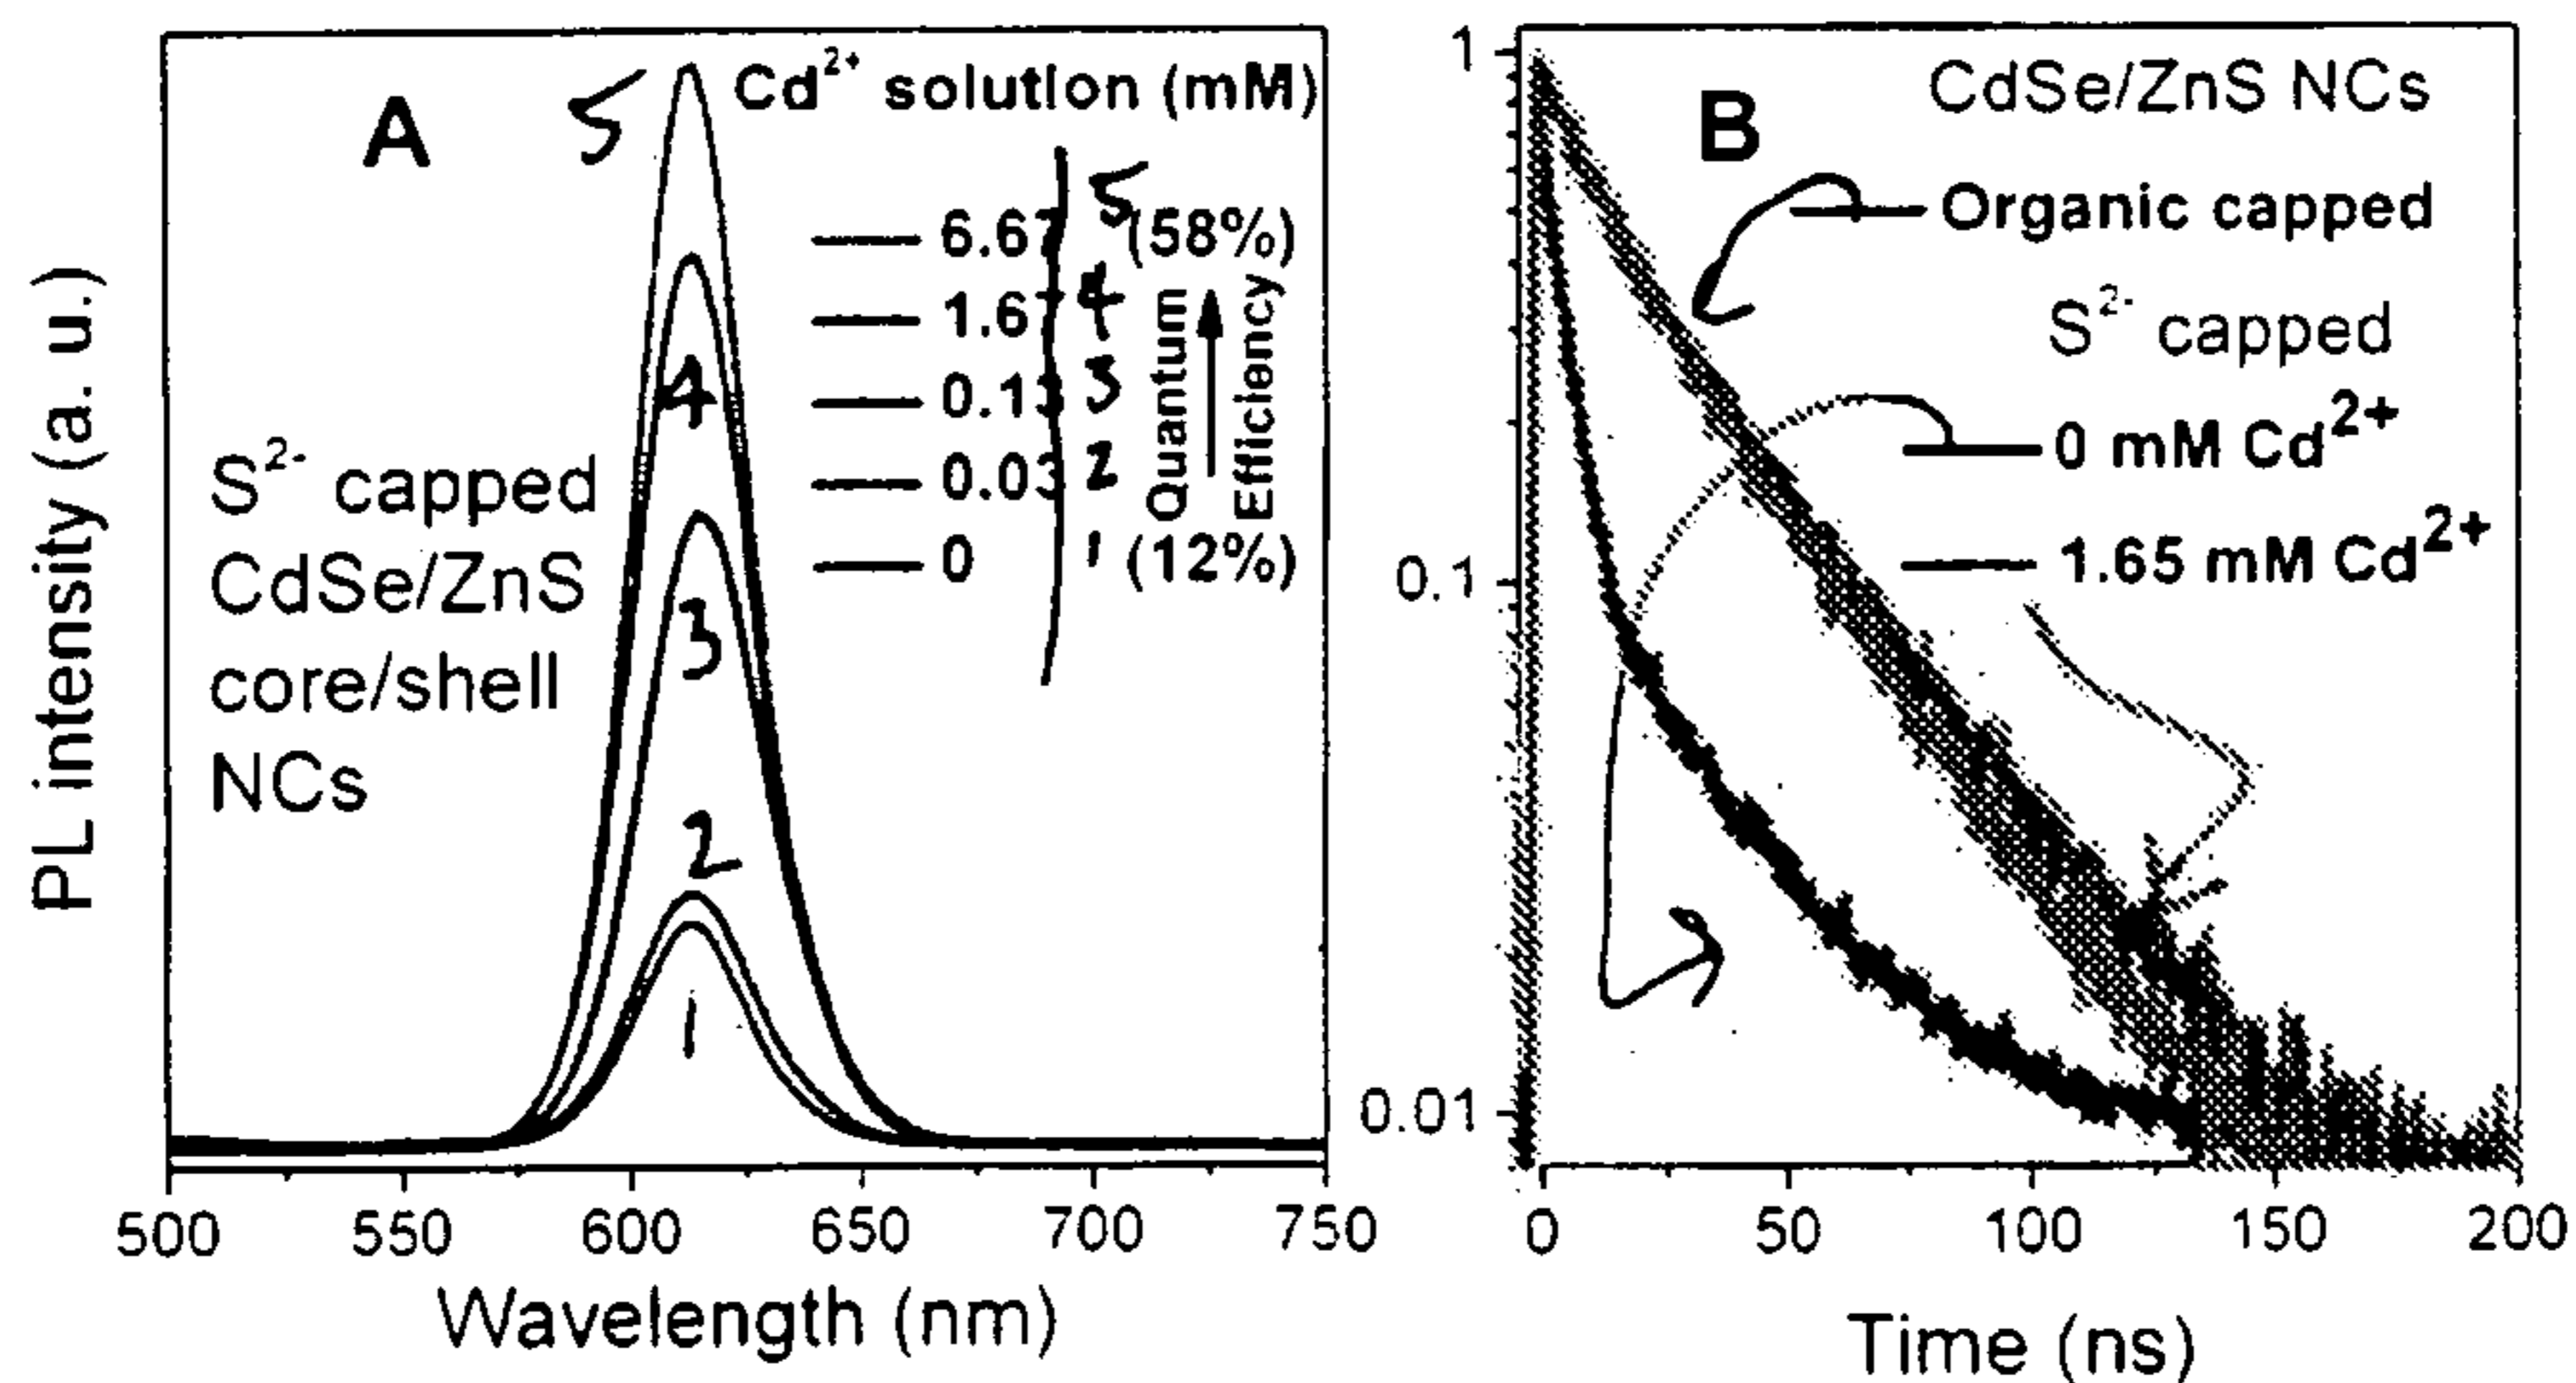 A
5
Cd²⁺ solution (mM)
6.67 5 (58%)
1.67 4
0.13 3
0.03 2
0 1 (12%)
Quantum
Efficiency
S²⁻ capped
CdSe/ZnS
core/shell
NCs
4
3
2
1
PL intensity (a. u.)
500 550 600 650 700 750
Wavelength (nm)
B
CdSe/ZnS NCs
Organic capped
S²⁻ capped
0 mM Cd²⁺
1.65 mM Cd²⁺
1
0.1
0.01
0 50 100 150 200
Time (ns)